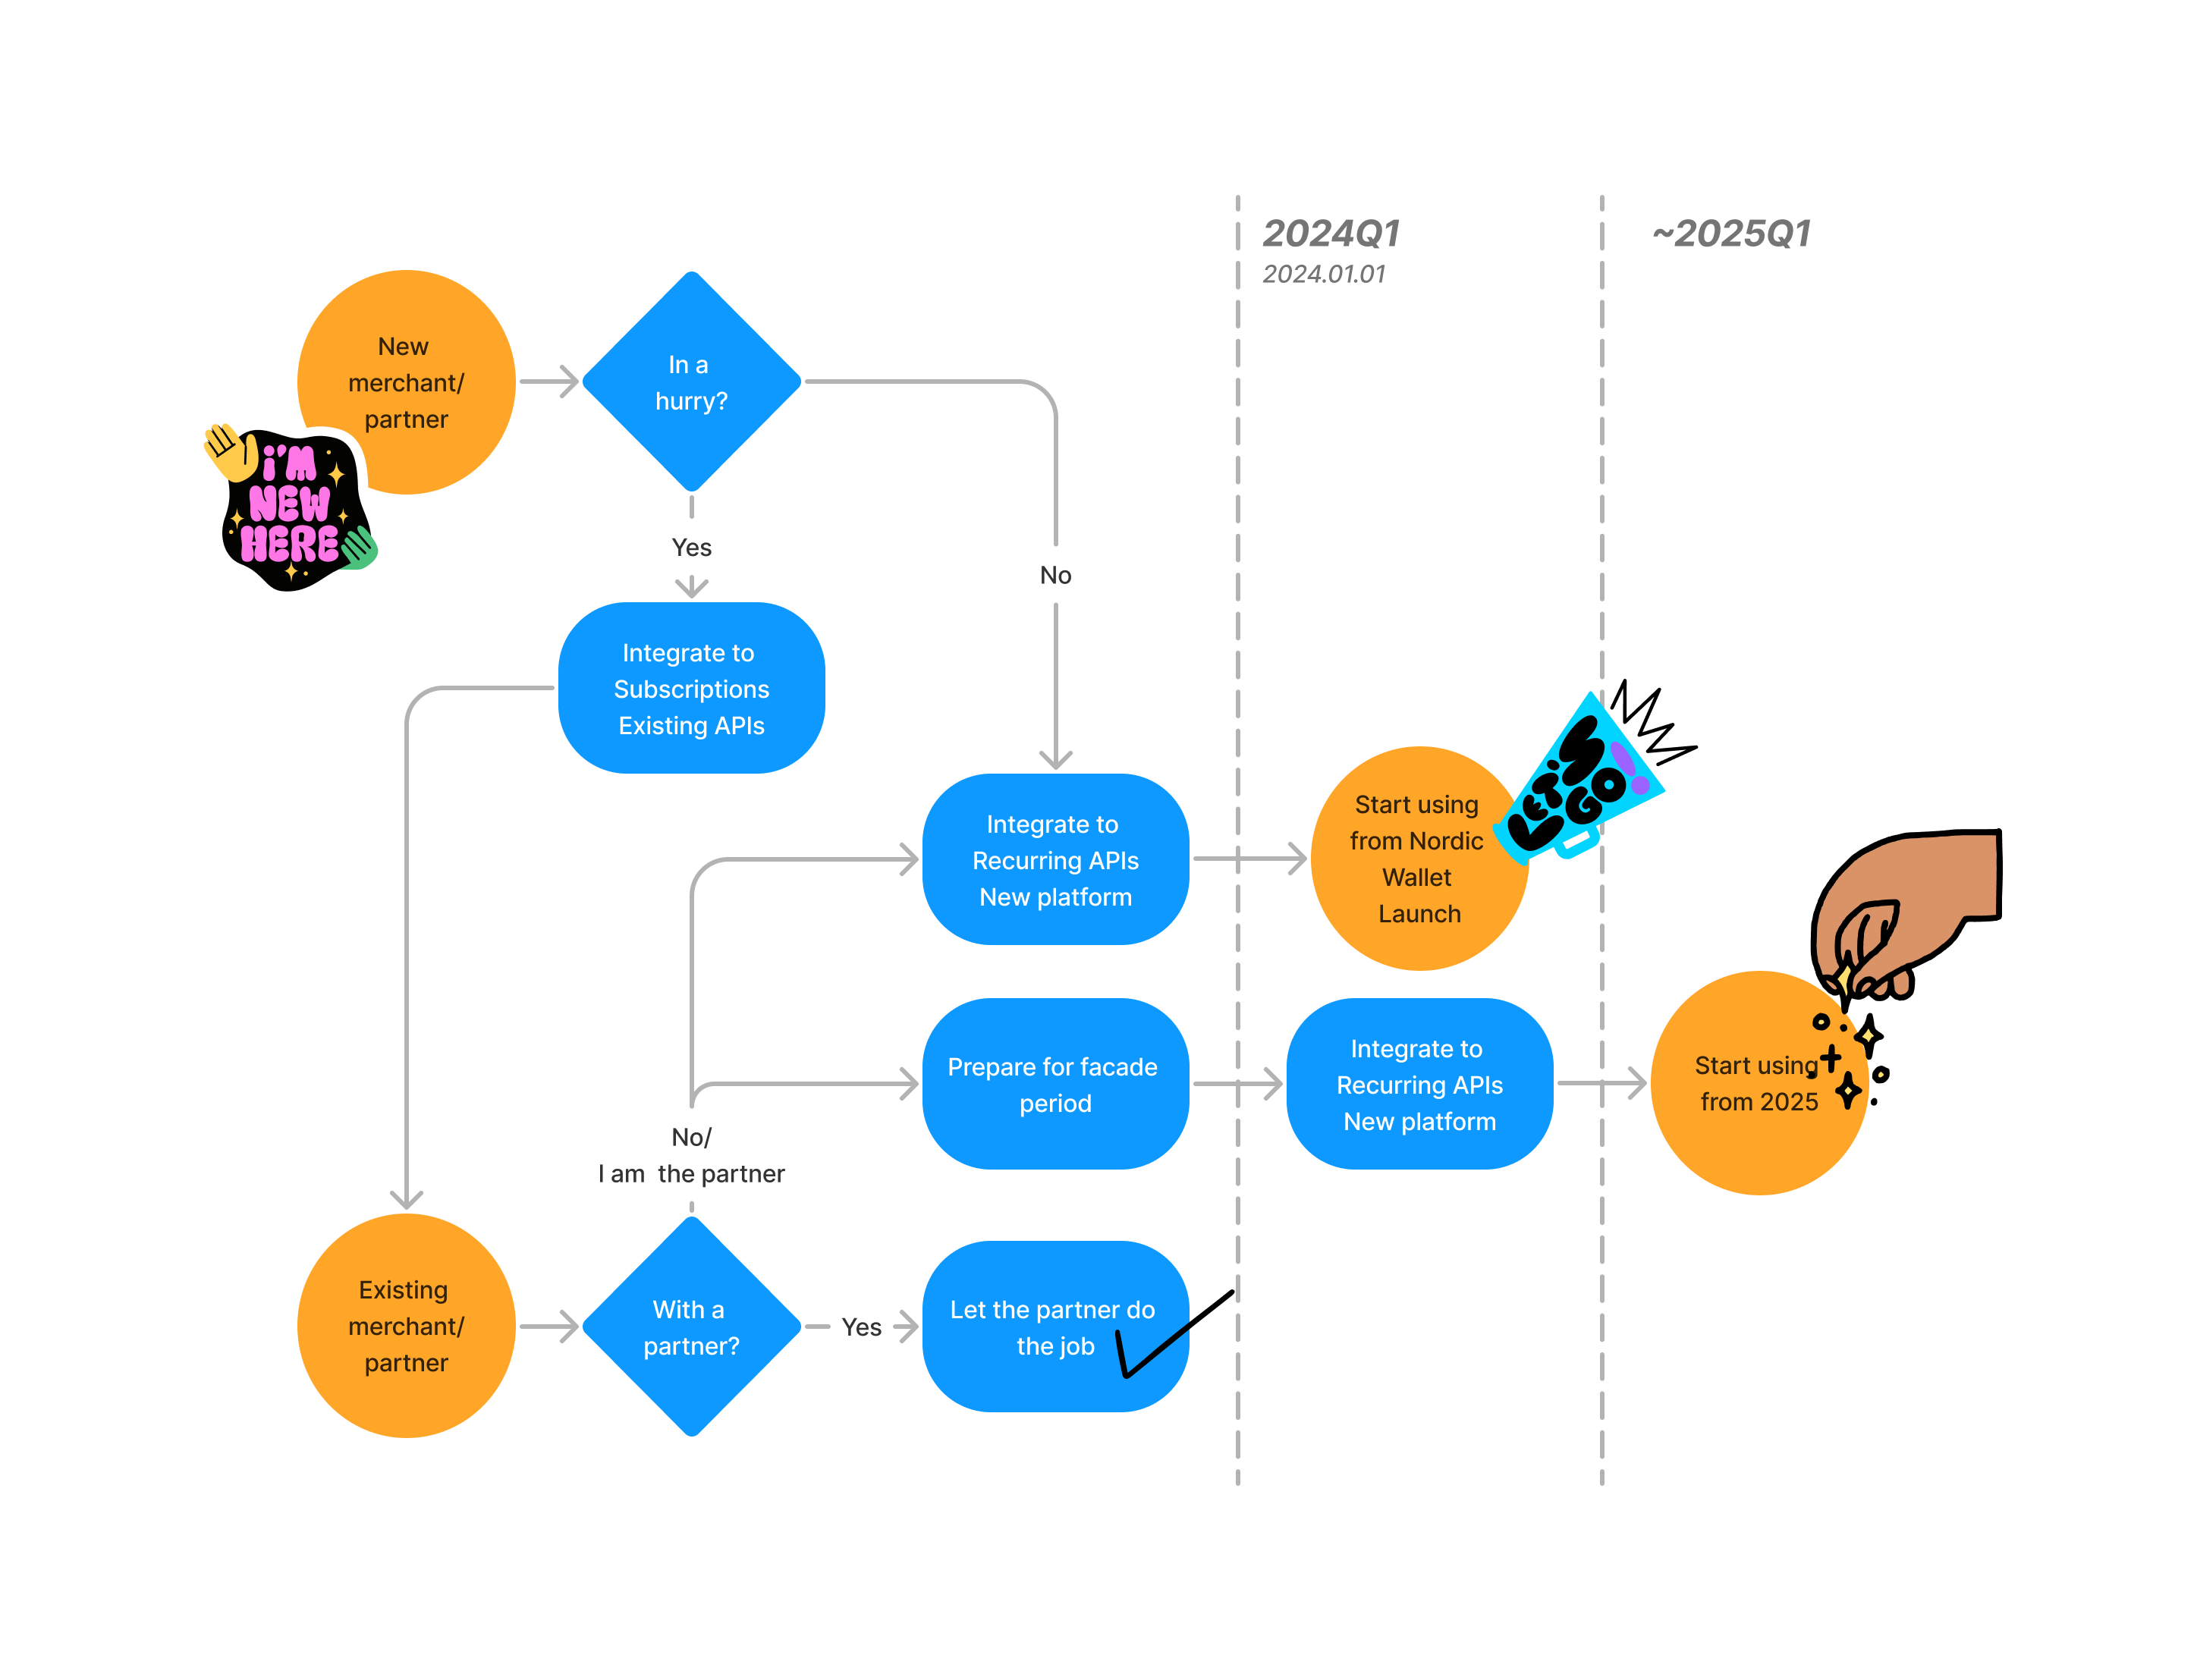 2024Q1
2024.01.01
~2025Q1
New
merchant/
partner
In a
hurry?
I'M
NEW
HERE
Yes
No
Integrate to
Subscriptions
Existing APIs
Integrate to
Recurring APIs
New platform
Start using
from Nordic
Wallet
Launch
LET'S
GO
Prepare for facade
period
Integrate to
Recurring APIs
New platform
Start using
from 2025
No/
I am  the partner
Existing
merchant/
partner
With a
partner?
Yes
Let the partner do
the job